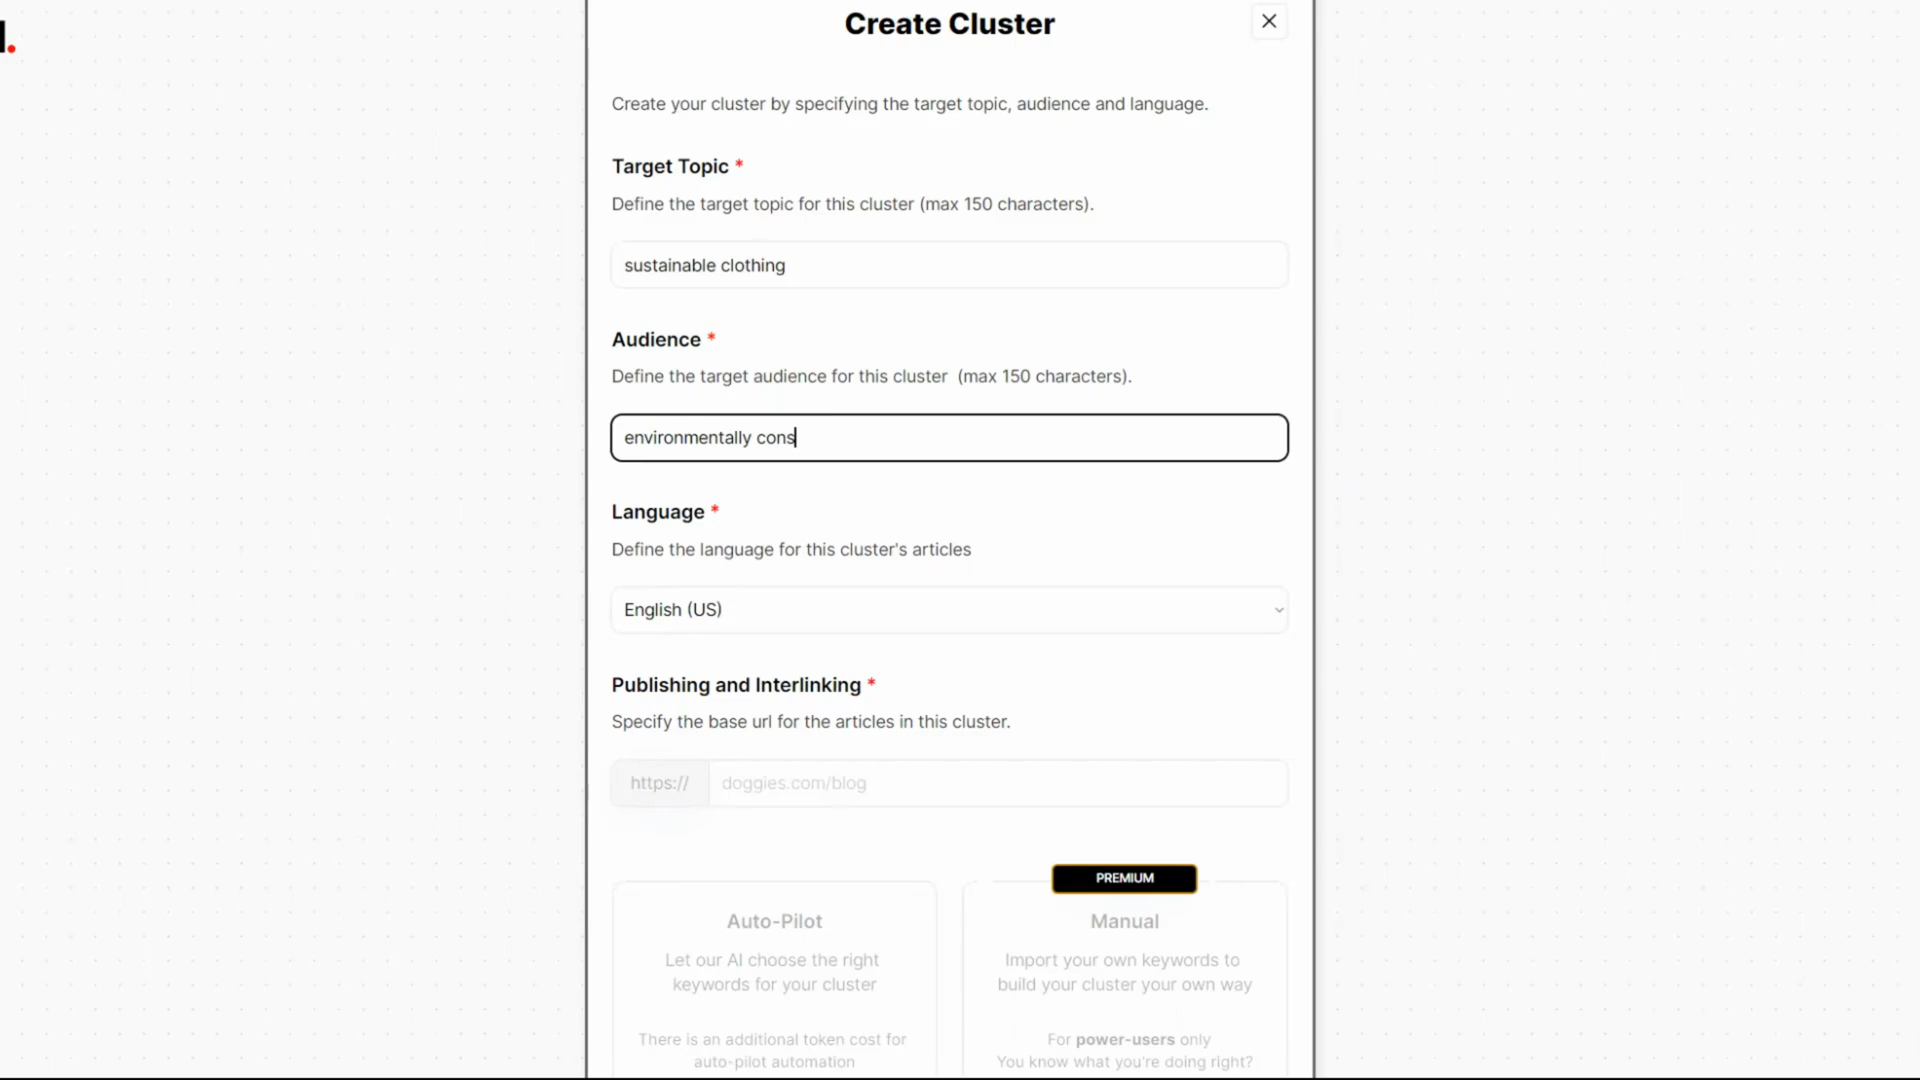 Create Cluster
Create your cluster by specifying the target topic, audience and language.
Target Topic *
Define the target topic for this cluster (max 150 characters).
sustainable clothing
Audience *
Define the target audience for this cluster (max 150 characters).
environmentally cons
Language *
Define the language for this cluster's articles
English (US)
Publishing and Interlinking *
Specify the base url for the articles in this cluster.
https:// doggies.com/blog
PREMIUM
Auto-Pilot
Let our AI choose the right
keywords for your cluster
There is an additional token cost for
auto-pilot automation
Manual
Import your own keywords to
build your cluster your own way
For power-users only
You know what you're doing right?